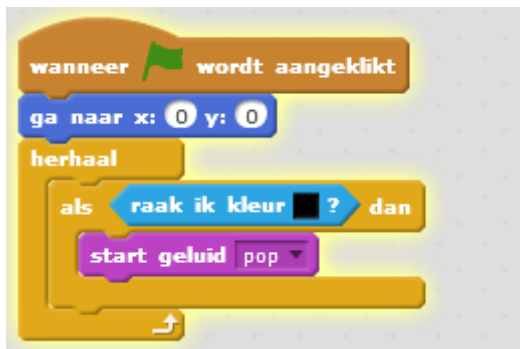 wanneer wordt aangeklikt
ga naar x: 0 y: 0
herhaal
als raak ik kleur ? dan
start geluid pop